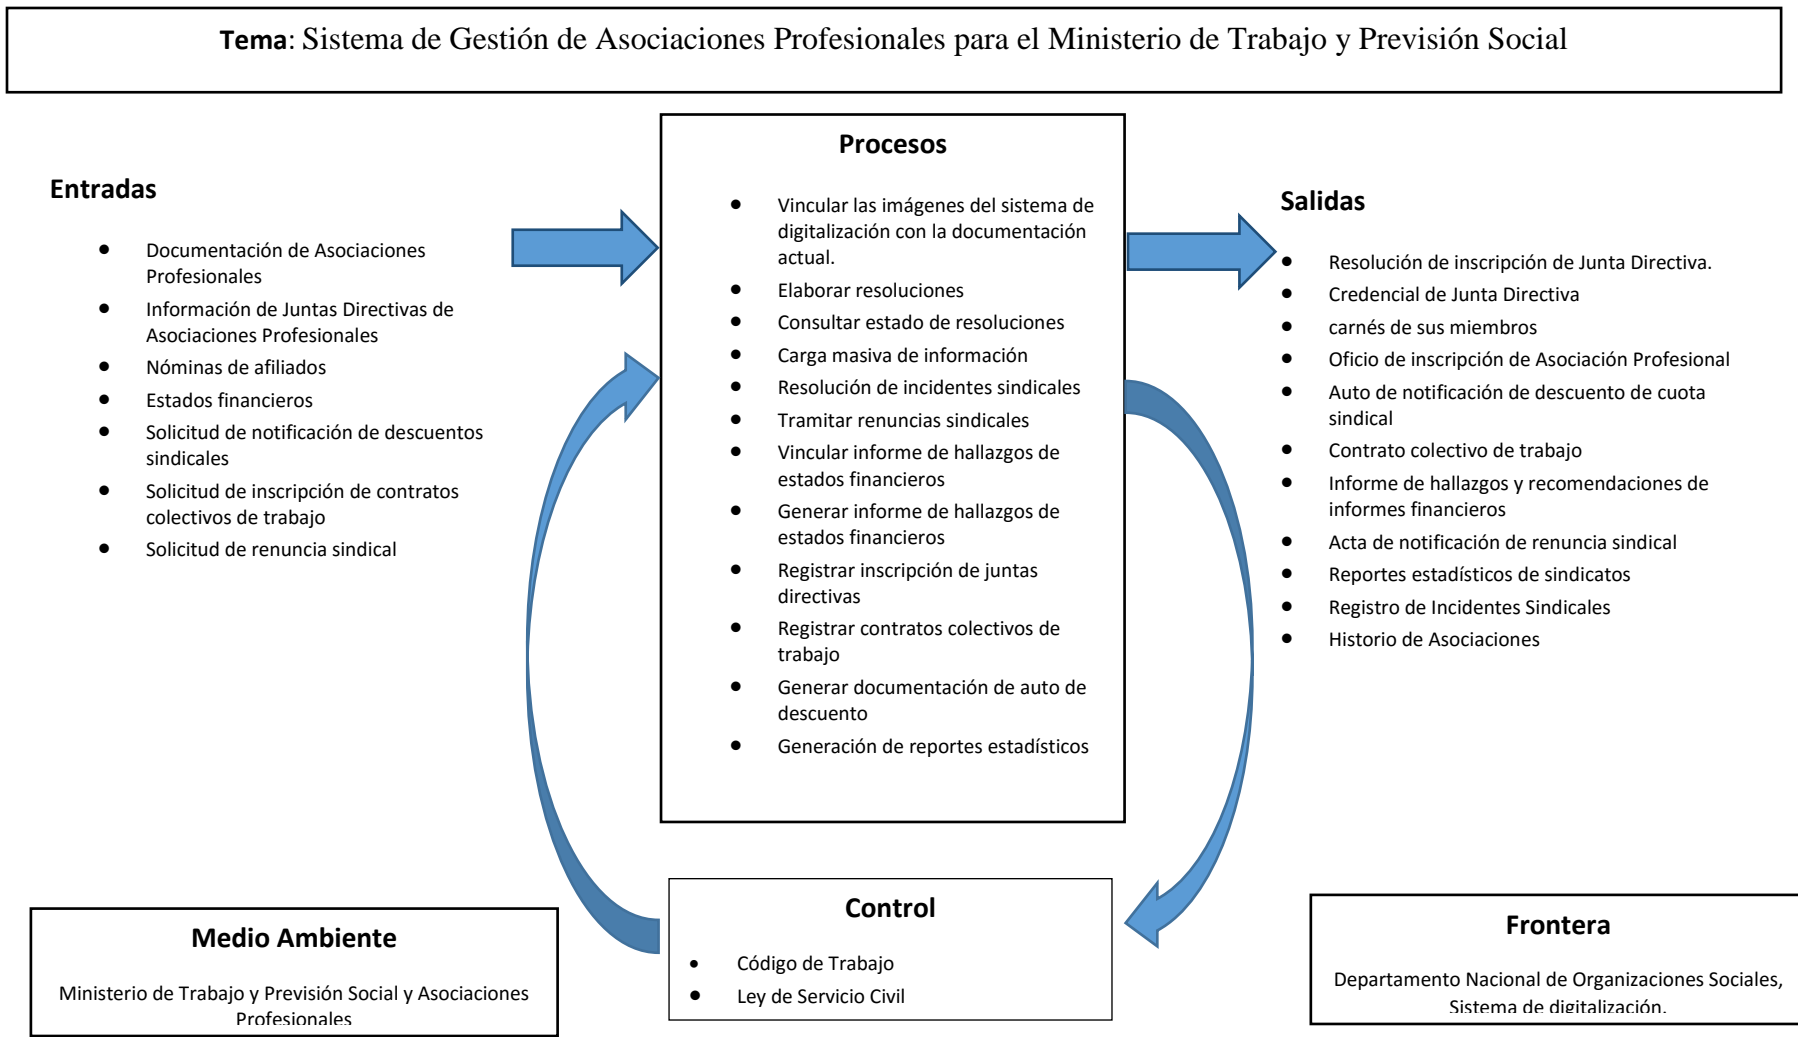 Tema: Sistema de Gestión de Asociaciones Profesionales para el Ministerio de Trabajo y Previsión Social
Entradas
● Documentación de Asociaciones
Profesionales
● Información de Juntas Directivas de
Asociaciones Profesionales
● Nóminas de afiliados
● Estados financieros
● Solicitud de notificación de descuentos
sindicales
● Solicitud de inscripción de contratos
colectivos de trabajo
● Solicitud de renuncia sindical
Procesos
● Vincular las imágenes del sistema de
digitalización con la documentación
actual.
● Elaborar resoluciones
● Consultar estado de resoluciones
● Carga masiva de información
● Resolución de incidentes sindicales
● Tramitar renuncias sindicales
● Vincular informe de hallazgos de
estados financieros
● Generar informe de hallazgos de
estados financieros
● Registrar inscripción de juntas
directivas
● Registrar contratos colectivos de
trabajo
● Generar documentación de auto de
descuento
● Generación de reportes estadísticos
Salidas
● Resolución de inscripción de Junta Directiva.
● Credencial de Junta Directiva
● carnés de sus miembros
● Oficio de inscripción de Asociación Profesional
● Auto de notificación de descuento de cuota
sindical
● Contrato colectivo de trabajo
● Informe de hallazgos y recomendaciones de
informes financieros
● Acta de notificación de renuncia sindical
● Reportes estadísticos de sindicatos
● Registro de Incidentes Sindicales
● Historio de Asociaciones
Medio Ambiente
Ministerio de Trabajo y Previsión Social y Asociaciones
Profesionales
Control
● Código de Trabajo
● Ley de Servicio Civil
Frontera
Departamento Nacional de Organizaciones Sociales,
Sistema de digitalización.